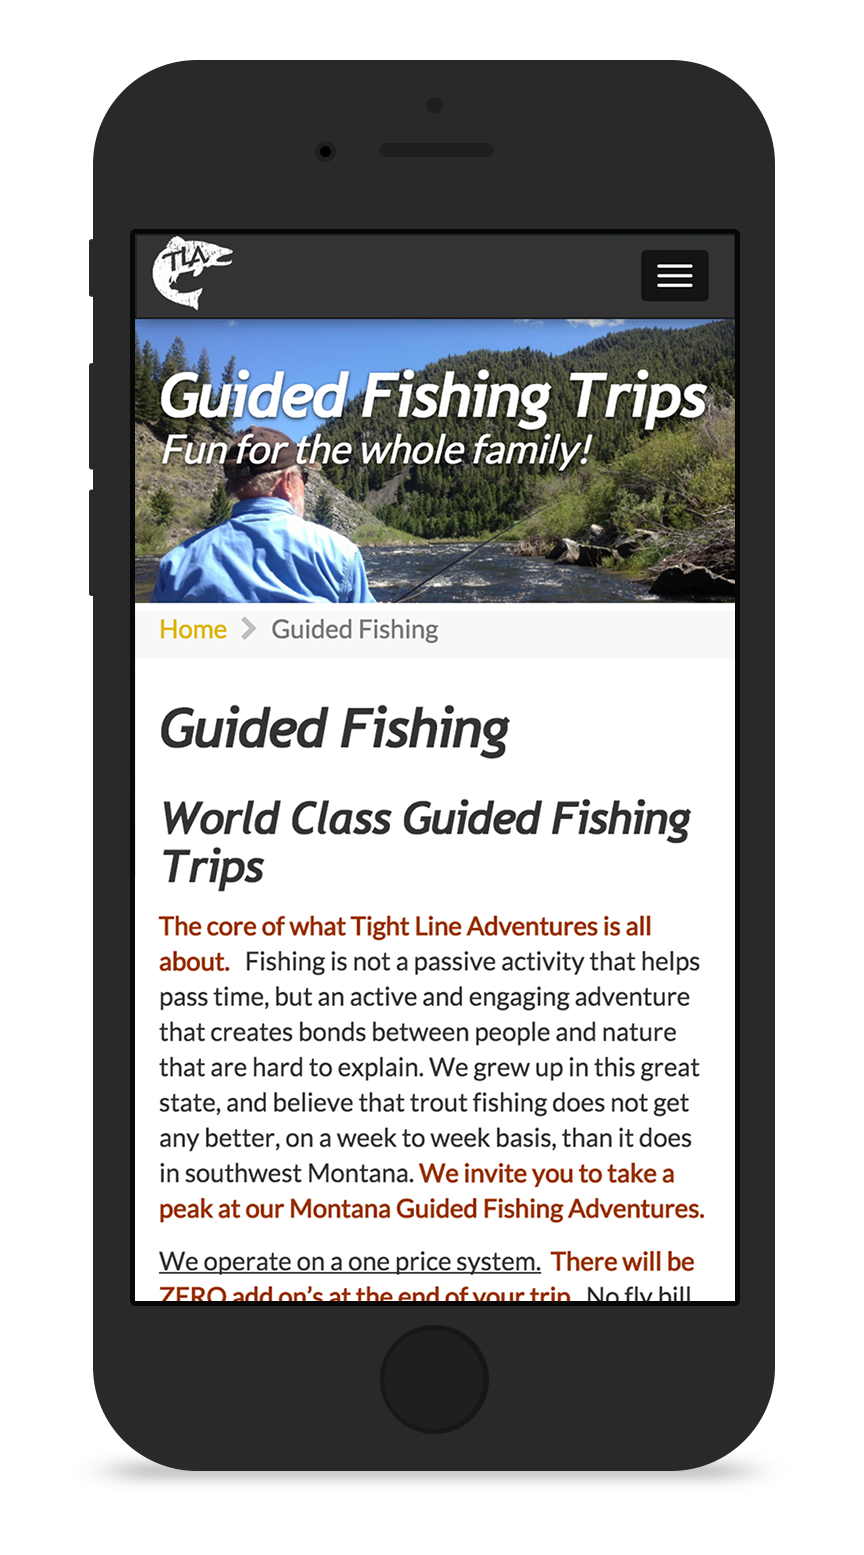 TLA
Guided Fishing Trips
Fun for the whole family!
Home Guided Fishing
Guided Fishing
World Class Guided Fishing
Trips
The core of what Tight Line Adventures is all
about. Fishing is not a passive activity that helps
pass time, but an active and engaging adventure
that creates bonds between people and nature
that are hard to explain. We grew up in this great
state, and believe that trout fishing does not get
any better, on a week to week basis, than it does
in southwest Montana. We invite you to take a
peak at our Montana Guided Fishing Adventures.
We operate on a one price system. There will be
ZERO add on's at the end of your trip. No fly bill